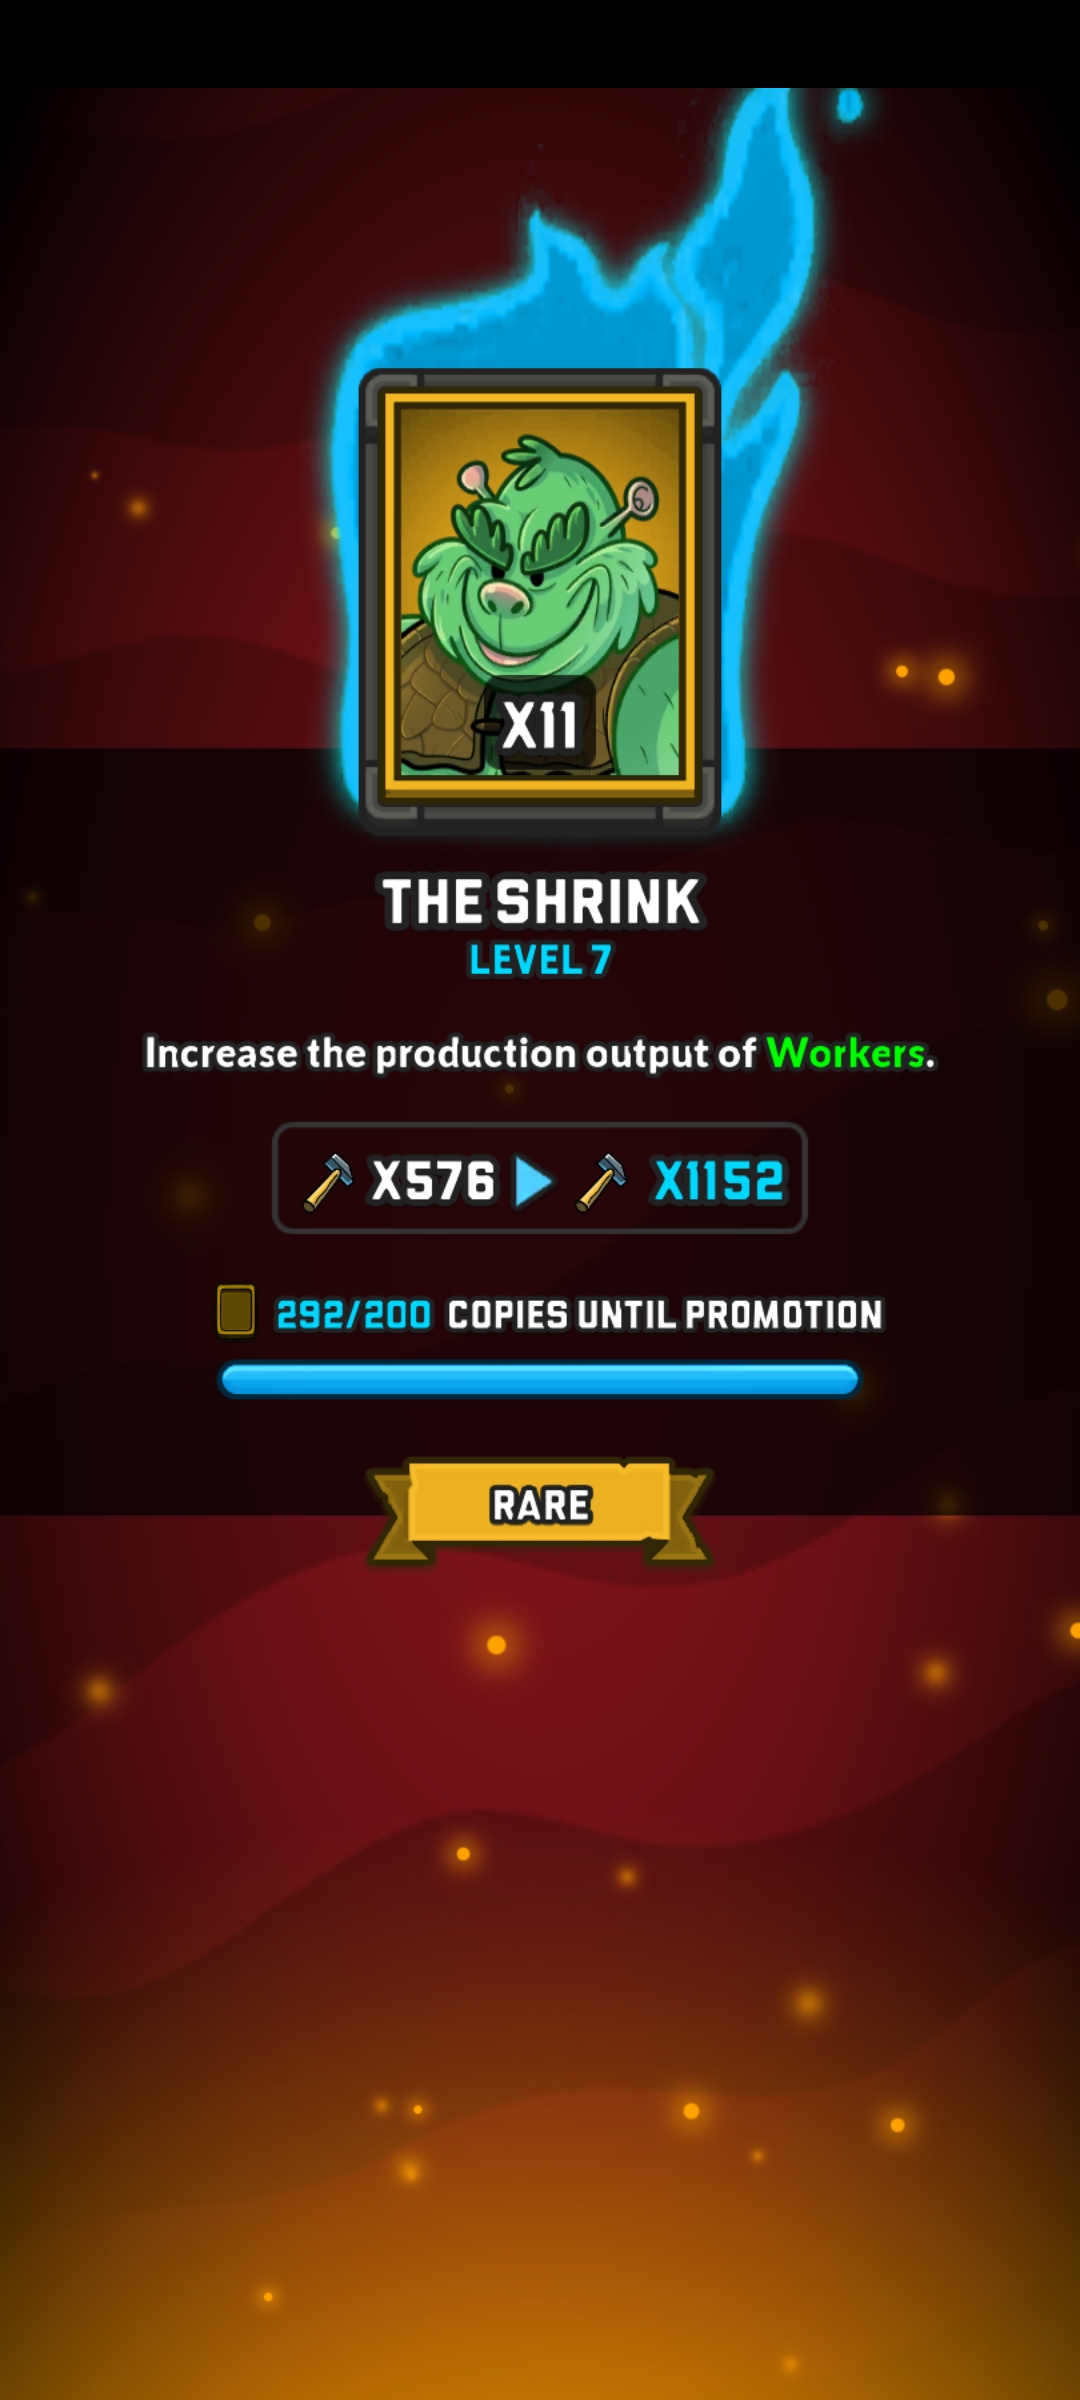 X11
THE SHRINK
LEVEL 7
Increase the production output of Workers.
X576 X1152
292/200 COPIES UNTIL PROMOTION
RARE